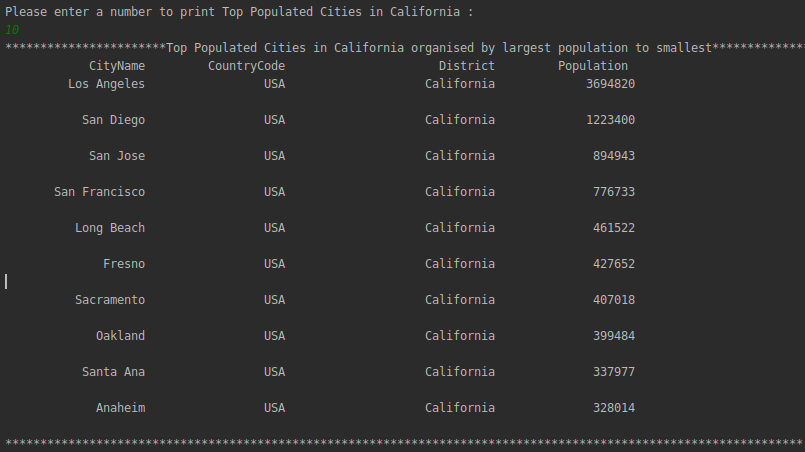 Please enter a number to print Top Populated Cities in California :
10
***********************Top Populated Cities in California organised by largest population to smallest**************
CityName CountryCode District Population
Los Angeles USA California 3694820
San Diego USA California 1223400
San Jose USA California 894943
San Francisco USA California 776733
Long Beach USA California 461522
Fresno USA California 427652
Sacramento USA California 407018
Oakland USA California 399484
Santa Ana USA California 337977
Anaheim USA California 328014
******************************************************************************************************************